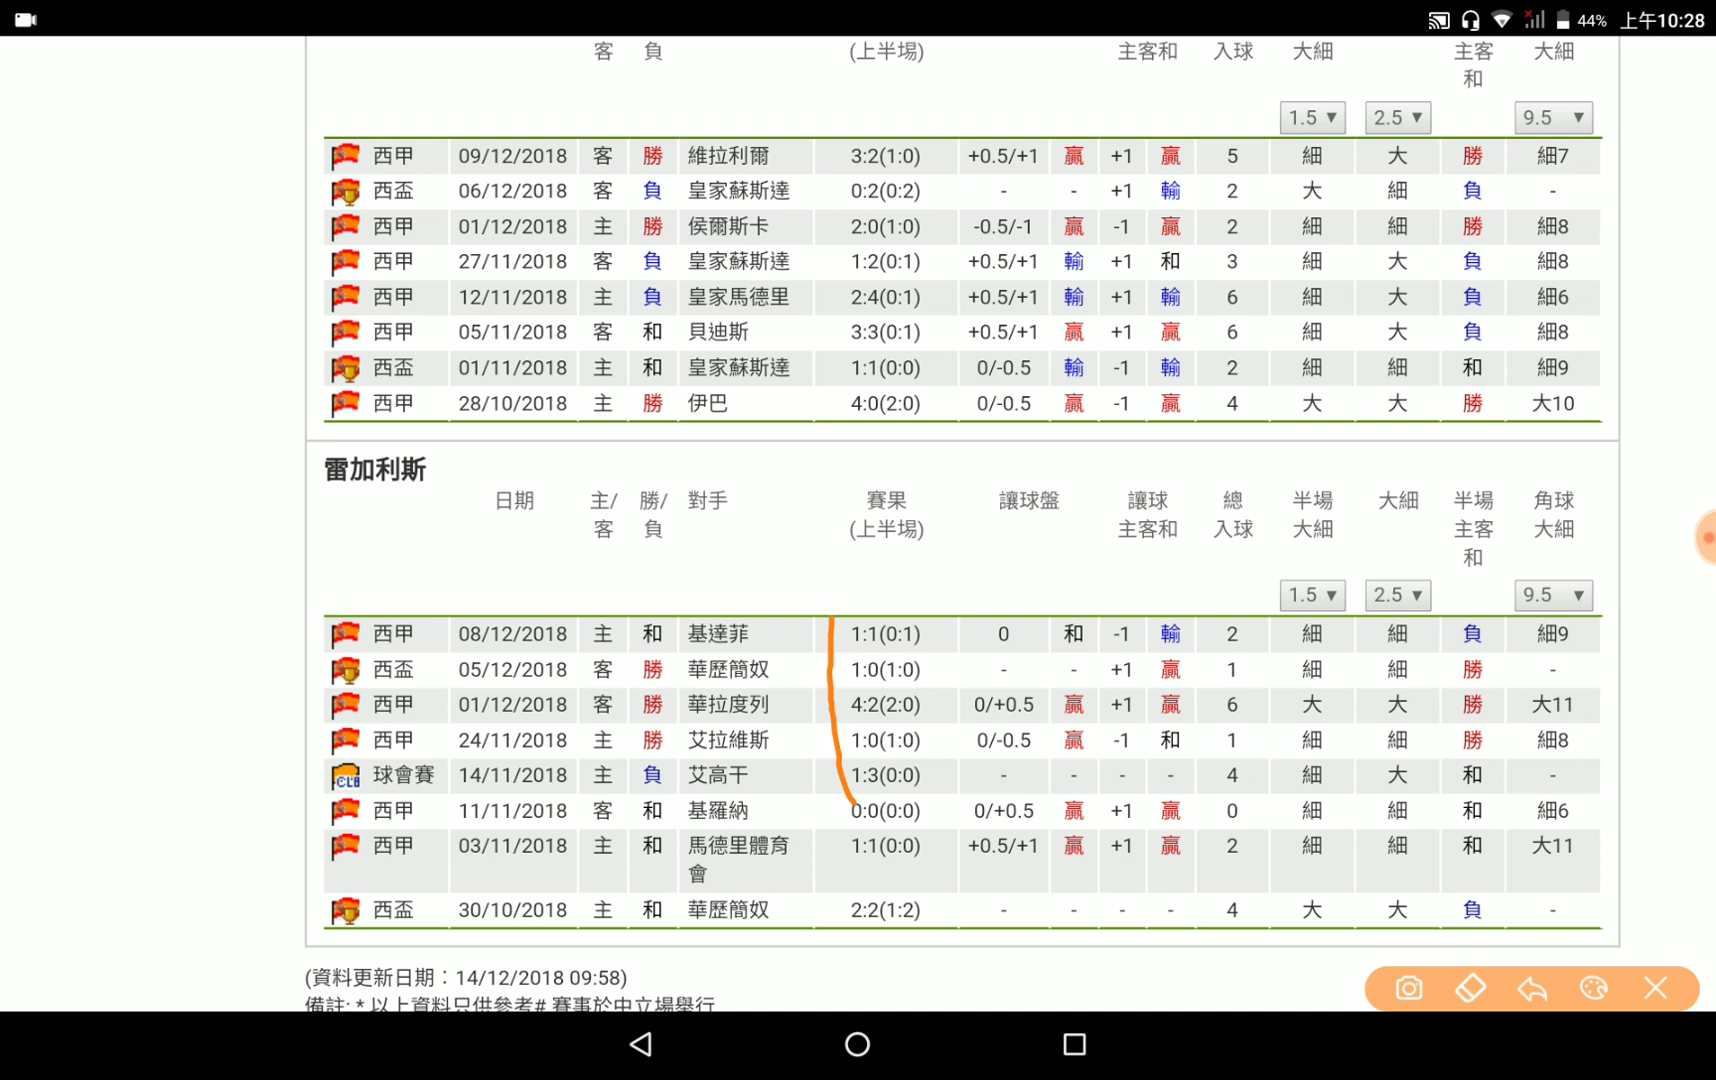 44% 上午10:28
客 負 (上半場) 主客和 入球 大細 主客和 大細
1.5 ▼ 2.5 ▼ 9.5 ▼
西甲 09/12/2018 客 勝 維拉利爾 3:2(1:0) +0.5/+1 贏 +1 贏 5 細 大 勝 細7
西盃 06/12/2018 客 負 皇家蘇斯達 0:2(0:2) - - +1 輸 2 大 細 負 -
西甲 01/12/2018 主 勝 侯爾斯卡 2:0(1:0) -0.5/-1 贏 -1 贏 2 細 細 勝 細8
西甲 27/11/2018 客 負 皇家蘇斯達 1:2(0:1) +0.5/+1 輸 +1 和 3 細 大 負 細8
西甲 12/11/2018 主 負 皇家馬德里 2:4(0:1) +0.5/+1 輸 +1 輸 6 細 大 負 細6
西甲 05/11/2018 客 和 貝迪斯 3:3(0:1) +0.5/+1 贏 +1 贏 6 細 大 負 細8
西盃 01/11/2018 主 和 皇家蘇斯達 1:1(0:0) 0/-0.5 輸 -1 輸 2 細 細 和 細9
西甲 28/10/2018 主 勝 伊巴 4:0(2:0) 0/-0.5 贏 -1 贏 4 大 大 勝 大10
雷加利斯
日期 主/ 勝/ 對手 賽果 讓球盤 讓球 總 半場 大細 半場 角球
客 負 (上半場) 主客和 入球 大細 主客 大細
和
1.5 ▼ 2.5 ▼ 9.5 ▼
西甲 08/12/2018 主 和 基達菲 1:1(0:1) 0 和 -1 輸 2 細 細 負 細9
西盃 05/12/2018 客 勝 華歷簡奴 1:0(1:0) - - +1 贏 1 細 細 勝 -
西甲 01/12/2018 客 勝 華拉度列 4:2(2:0) 0/+0.5 贏 +1 贏 6 大 大 勝 大11
西甲 24/11/2018 主 勝 艾拉維斯 1:0(1:0) 0/-0.5 贏 -1 和 1 細 細 勝 細8
CLB 球會賽 14/11/2018 主 負 艾高干 1:3(0:0) - - - - 4 細 大 和 -
西甲 11/11/2018 客 和 基羅納 0:0(0:0) 0/+0.5 贏 +1 贏 0 細 細 和 細6
西甲 03/11/2018 主 和 馬德里體育 1:1(0:0) +0.5/+1 贏 +1 贏 2 細 細 和 大11
會
西盃 30/10/2018 主 和 華歷簡奴 2:2(1:2) - - - - 4 大 大 負 -
(資料更新日期：14/12/2018 09:58)
備註: * 以上資料只供參考# 賽事於中立場舉行